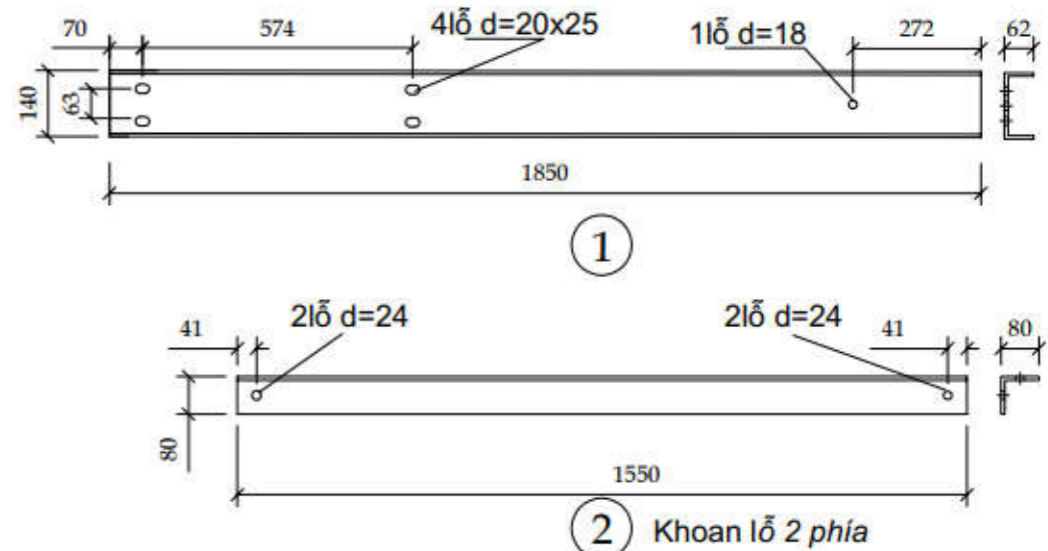 70 574 4lỗ d=20x25 1lỗ d=18 272 62
140 63
1850
1
41 2lỗ d=24 2lỗ d=24 41 80
80
1550
2 Khoan lỗ 2 phía